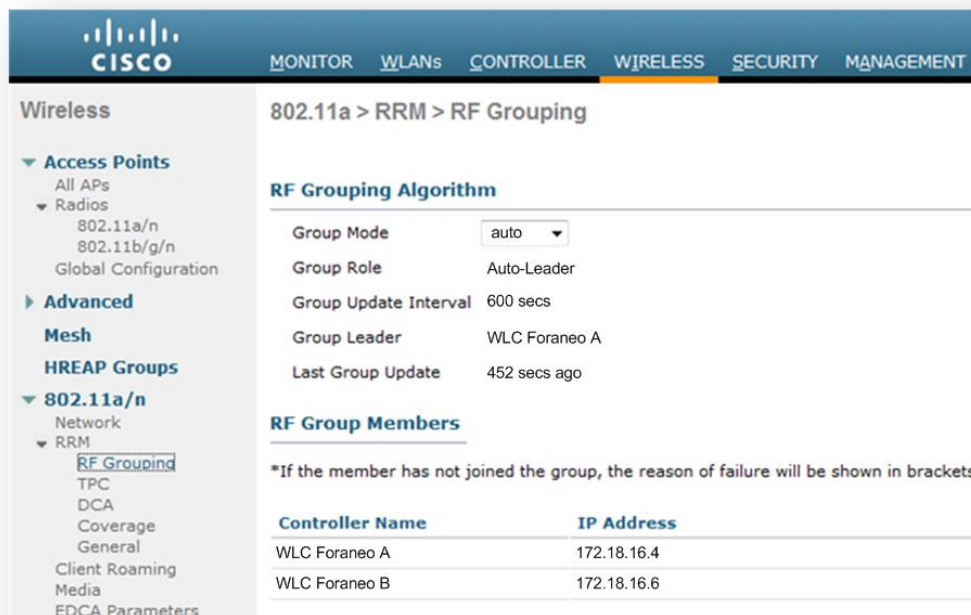 CISCO
MONITOR WLANs CONTROLLER WIRELESS SECURITY MANAGEMENT
Wireless
Access Points
All APs
Radios
802.11a/n
802.11b/g/n
Global Configuration
Advanced
Mesh
HREAP Groups
802.11a/n
Network
RRM
RF Grouping
TPC
DCA
Coverage
General
Client Roaming
Media
EDCA Parameters
802.11a > RRM > RF Grouping
RF Grouping Algorithm
Group Mode auto
Group Role Auto-Leader
Group Update Interval 600 secs
Group Leader WLC Foraneo A
Last Group Update 452 secs ago
RF Group Members
*If the member has not joined the group, the reason of failure will be shown in brackets
Controller Name IP Address
WLC Foraneo A 172.18.16.4
WLC Foraneo B 172.18.16.6